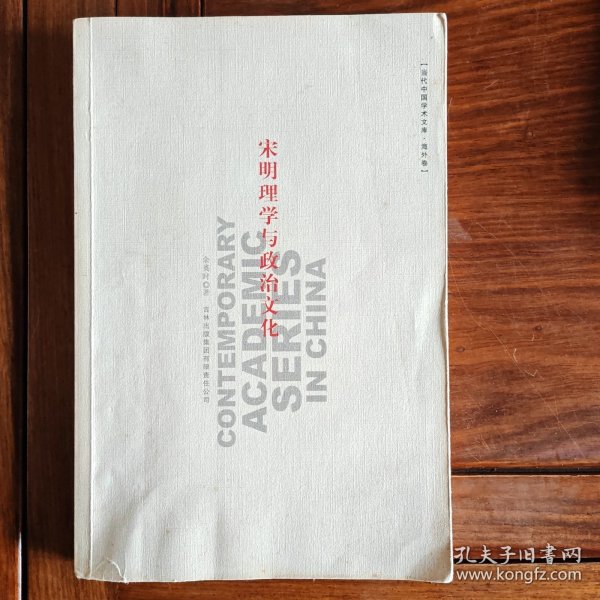 【当代中国学术文库·海外卷】
宋明理学与政治文化
余英时◎著
吉林出版集团有限责任公司
CONTEMPORARY
ACADEMIC
SERIES
IN CHINA
孔夫子旧书网
www.kongfz.com